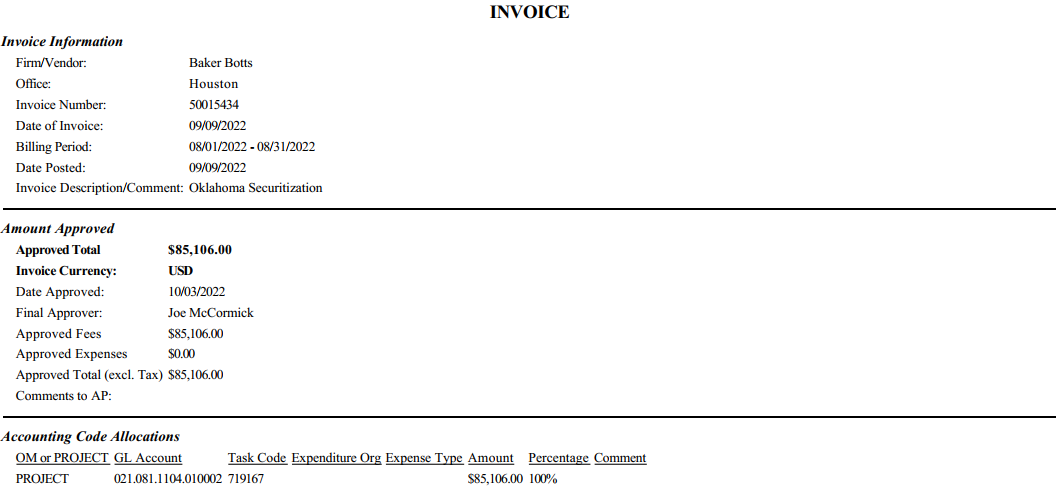 INVOICE
Invoice Information
Firm/Vendor: Baker Botts
Office: Houston
Invoice Number: 50015434
Date of Invoice: 09/09/2022
Billing Period: 08/01/2022 - 08/31/2022
Date Posted: 09/09/2022
Invoice Description/Comment: Oklahoma Securitization
Amount Approved
Approved Total $85,106.00
Invoice Currency: USD
Date Approved: 10/03/2022
Final Approver: Joe McCormick
Approved Fees $85,106.00
Approved Expenses $0.00
Approved Total (excl. Tax) $85,106.00
Comments to AP:
Accounting Code Allocations
OM or PROJECT GL Account Task Code Expenditure Org Expense Type Amount Percentage Comment
PROJECT 021.081.1104.010002 719167 $85,106.00 100%